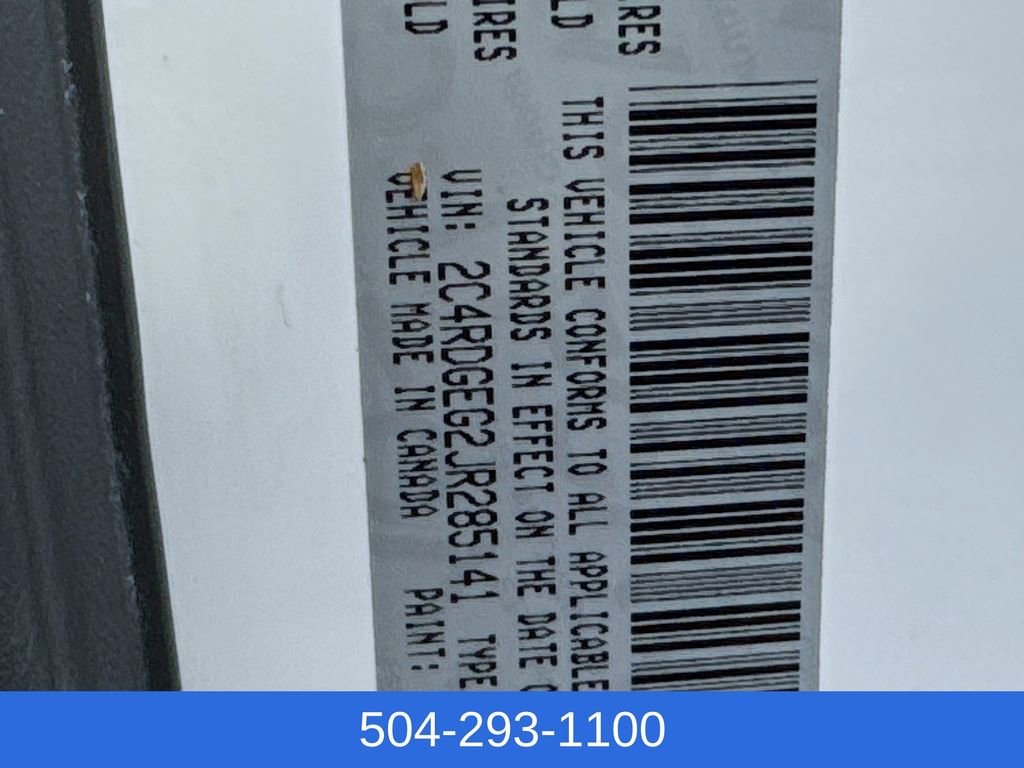 RES
LD
IRES
LD
THIS VEHICLE CONFORMS TO ALL APPLICABLE
STANDARDS IN EFFECT ON THE DATE O
VIN: 2C4RDGEG2JR285141 TYPE
VEHICLE MADE IN CANADA PAINT:
504-293-1100